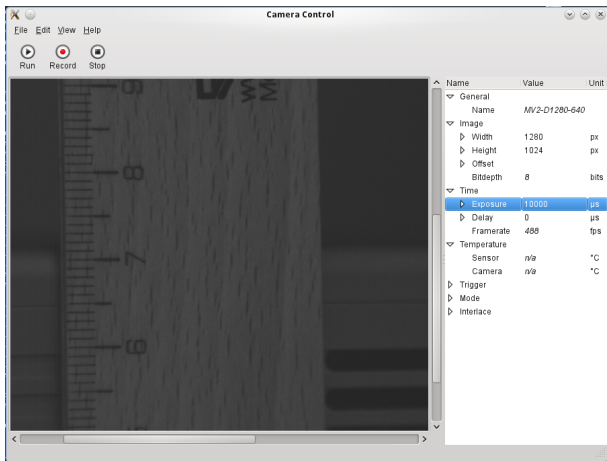 Camera Control
File Edit View Help
Run Record Stop
Name Value Unit
General
Name MV2-D1280-640
Image
Width 1280 px
Height 1024 px
Offset
Bitdepth 8 bits
Time
Exposure 10000 µs
Delay 0 µs
Framerate 488 fps
Temperature
Sensor n/a °C
Camera n/a °C
Trigger
Mode
Interlace
9
8
7
6